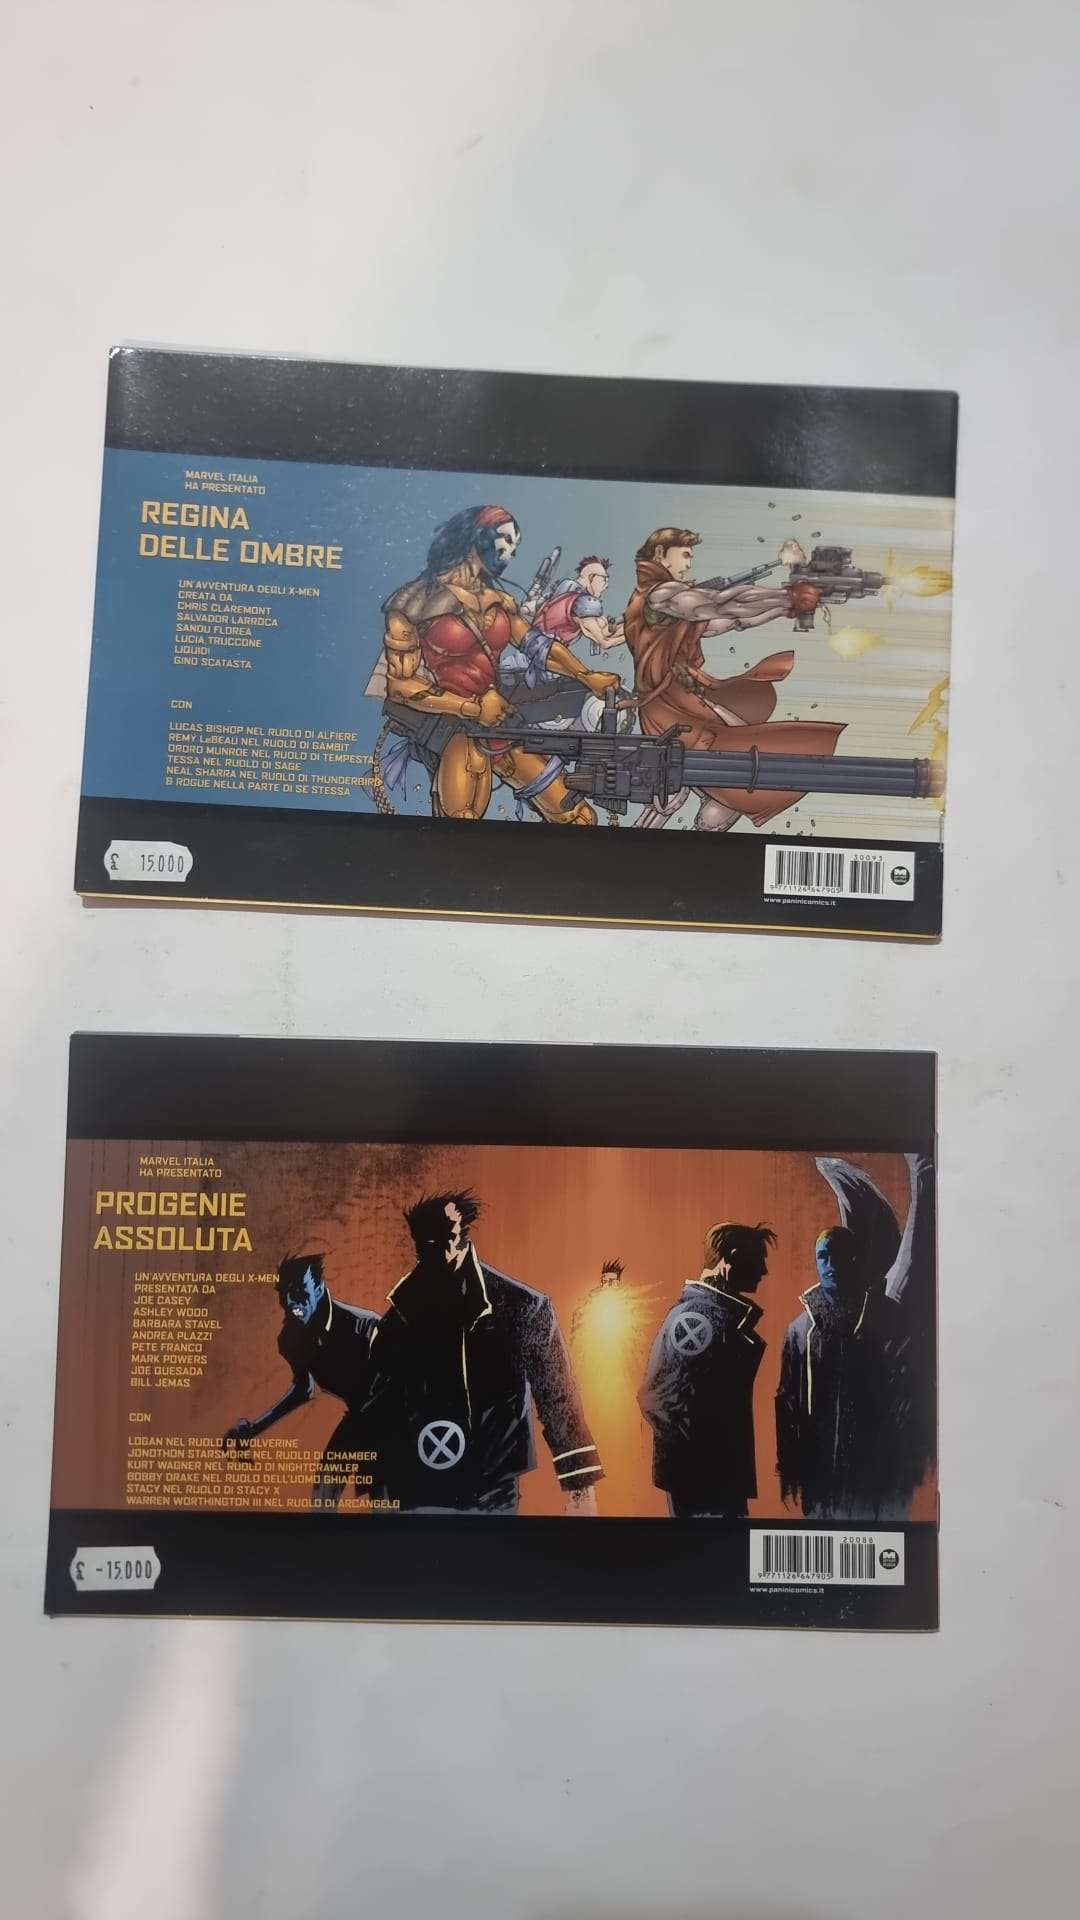 MARVEL ITALIA
HA PRESENTATO
REGINA
DELLE OMBRE
UN'AVVENTURA DEGLI X-MEN
CREATA DA
CHRIS CLAREMONT
SALVADOR LARROCA
SANDU FLOREA
LUCIA TRUCCONE
LIQUID!
GINO SCATASTA
CON
LUCAS BISHOP NEL RUOLO DI ALFIERE
REMY LeBEAU NEL RUOLO DI GAMBIT
ORORO MUNROE NEL RUOLO DI TEMPESTA
TESSA NEL RUOLO DI SAGE
NEAL SHARRA NEL RUOLO DI THUNDERBIRD
& ROGUE NELLA PARTE DI SE STESSA
£ 15.000
30093
9 771126 647905
www.paninicomics.it
MARVEL ITALIA
HA PRESENTATO
PROGENIE
ASSOLUTA
UN'AVVENTURA DEGLI X-MEN
PRESENTATA DA
JOE CASEY
ASHLEY WOOD
BARBARA STAVEL
ANDREA PLAZZI
PETE FRANCO
MARK POWERS
JOE QUESADA
BILL JEMAS
CON
LOGAN NEL RUOLO DI WOLVERINE
JONOTHON STARSMORE NEL RUOLO DI CHAMBER
KURT WAGNER NEL RUOLO DI NIGHTCRAWLER
BOBBY DRAKE NEL RUOLO DELL'UOMO GHIACCIO
STACY NEL RUOLO DI STACY X
WARREN WORTHINGTON III NEL RUOLO DI ARCANGELO
£ -15.000
20088
9 771126 647905
www.paninicomics.it